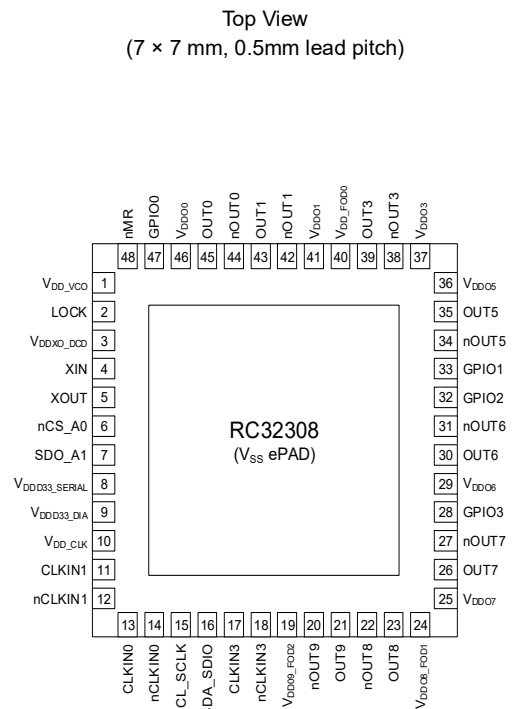 Top View
(7 × 7 mm, 0.5mm lead pitch)
nMR GPIO0 VDDO0 OUT0 nOUT0 OUT1 nOUT1 VDDO1 VDD_FOD0 OUT3 nOUT3 VDDO3
48 47 46 45 44 43 42 41 40 39 38 37
VDD_VCO 1 36 VDDO5
LOCK 2 35 OUT5
VDDXO_DCD 3 34 nOUT5
XIN 4 33 GPIO1
XOUT 5 32 GPIO2
nCS_A0 6 31 nOUT6
RC32308
(VSS ePAD)
SDO_A1 7 30 OUT6
VDDD33_SERIAL 8 29 VDDO6
VDDD33_DIA 9 28 GPIO3
VDD_CLK 10 27 nOUT7
CLKIN1 11 26 OUT7
nCLKIN1 12 25 VDDO7
13 14 15 16 17 18 19 20 21 22 23 24
CLKIN0 nCLKIN0 CL_SCLK DA_SDIO CLKIN3 nCLKIN3 VDDO9_FOD2 nOUT9 OUT9 nOUT8 OUT8 VDDO8_FOD1